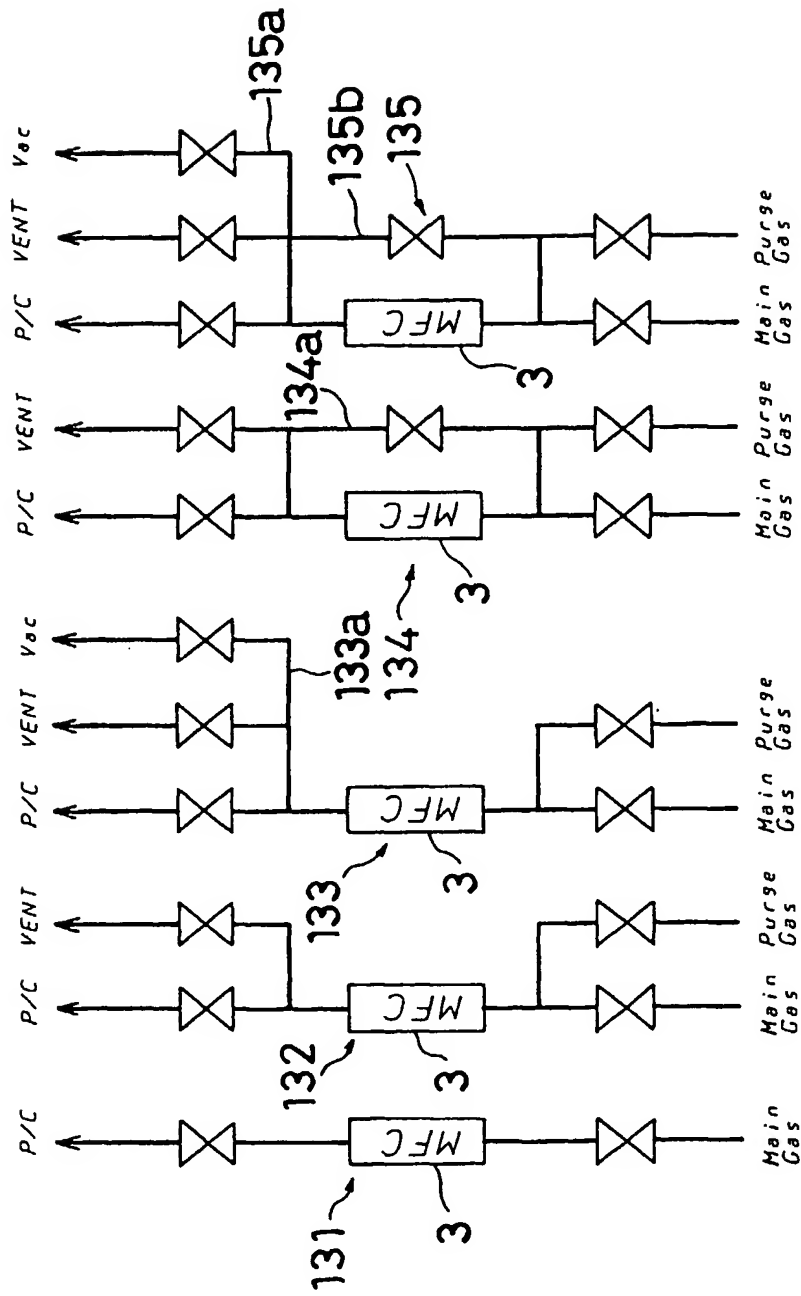 P/C
P/C VENT
P/C VENT Vac
P/C VENT
P/C VENT Vac
135a
135b
135
134a
133a
134
133
132
131
MFC
3
MFC
3
MFC
3
MFC
3
MFC
3
Main
Gas
Main Purge
Gas Gas
Main Purge
Gas Gas
Main Purge
Gas Gas
Main Purge
Gas Gas